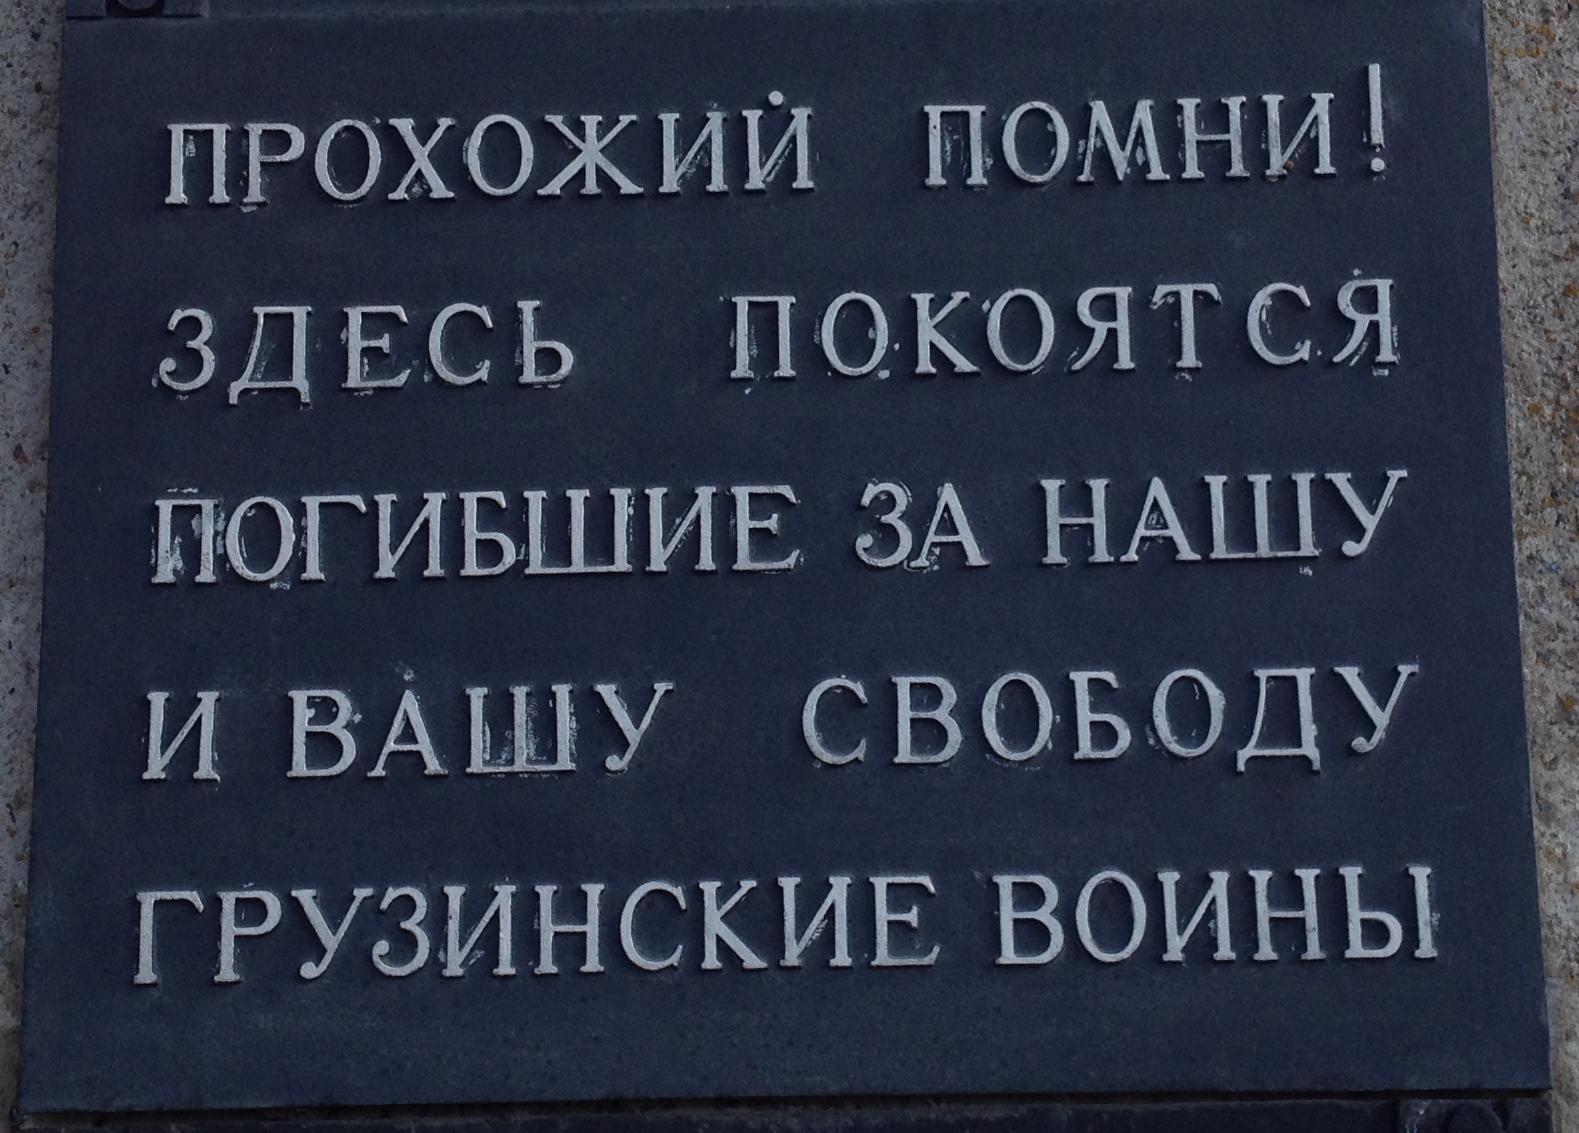 ПРОХОЖИЙ ПОМНИ!
ЗДЕСЬ ПОКОЯТСЯ
ПОГИБШИЕ ЗА НАШУ
И ВАШУ СВОБОДУ
ГРУЗИНСКИЕ ВОИНЫ